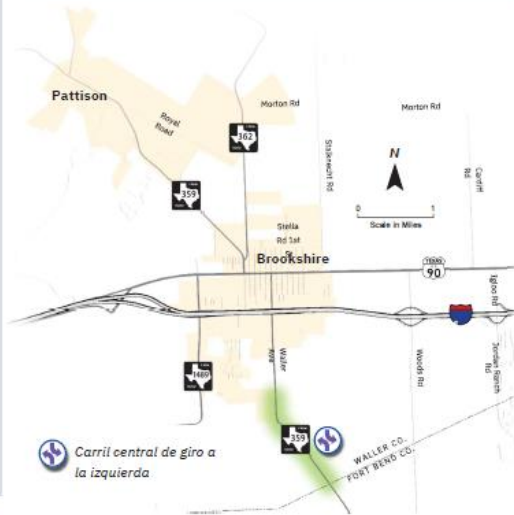 Pattison
Morton Rd
Morton Rd
Royal
Road
362
Stalknecht Rd
N
Cardiff
Rd
359
0 1
Scale in Miles
Stella
Rd 1st
Brookshire
TEXAS
90
Igloo Rd
Waller
Ave
Woods Rd
Jordan Ranch
Rd
1489
359
WALLER CO.
FORT BEND CO.
Carril central de giro a
la izquierda